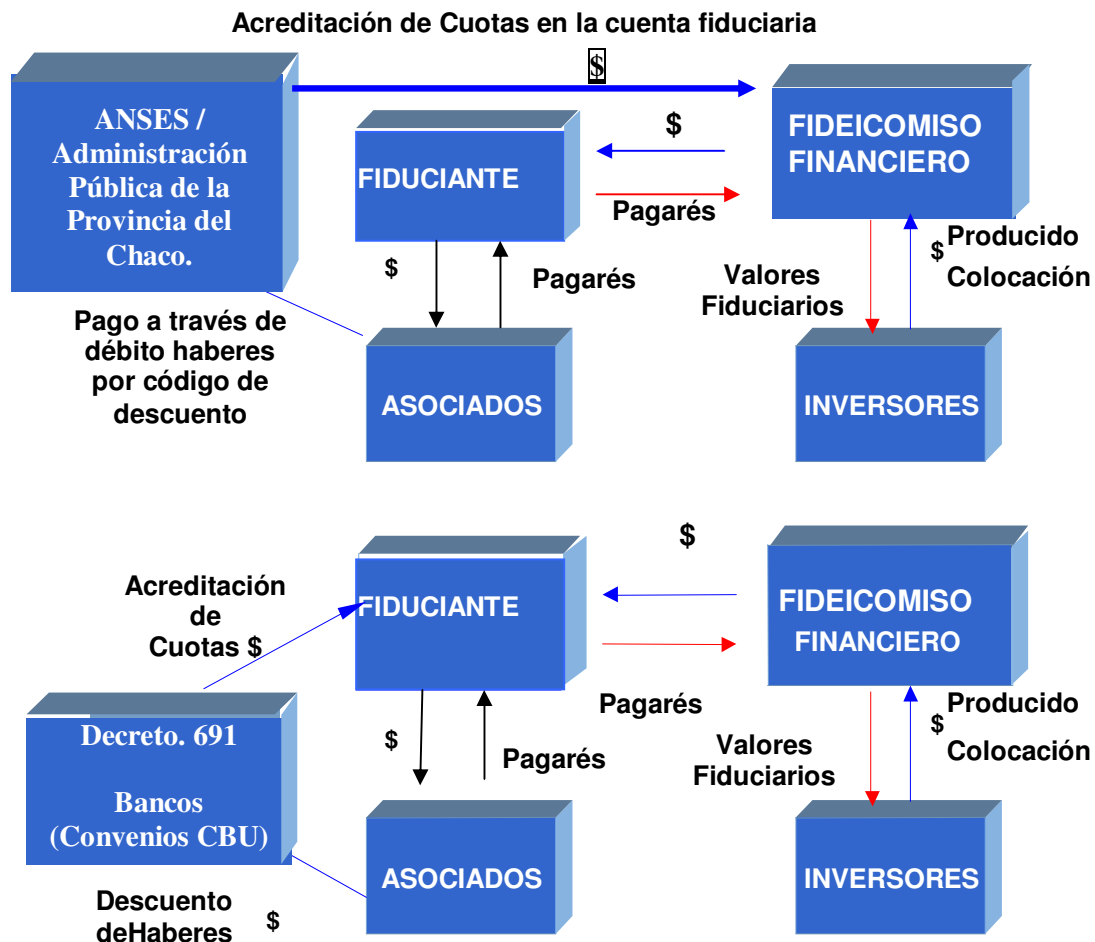 Acreditación de Cuotas en la cuenta fiduciaria
$
ANSES /
Administración
Pública de la
Provincia del
Chaco.
FIDUCIANTE
$
Pagarés
FIDEICOMISO
FINANCIERO
$
Pagarés
Valores
Fiduciarios
$ Producido
Colocación
Pago a través de
débito haberes
por código de
descuento
ASOCIADOS
INVERSORES
Acreditación
de
Cuotas $
FIDUCIANTE
$
Pagarés
FIDEICOMISO
FINANCIERO
Decreto. 691
Bancos
(Convenios CBU)
$
Pagarés
Valores
Fiduciarios
$ Producido
Colocación
ASOCIADOS
INVERSORES
Descuento
deHaberes $